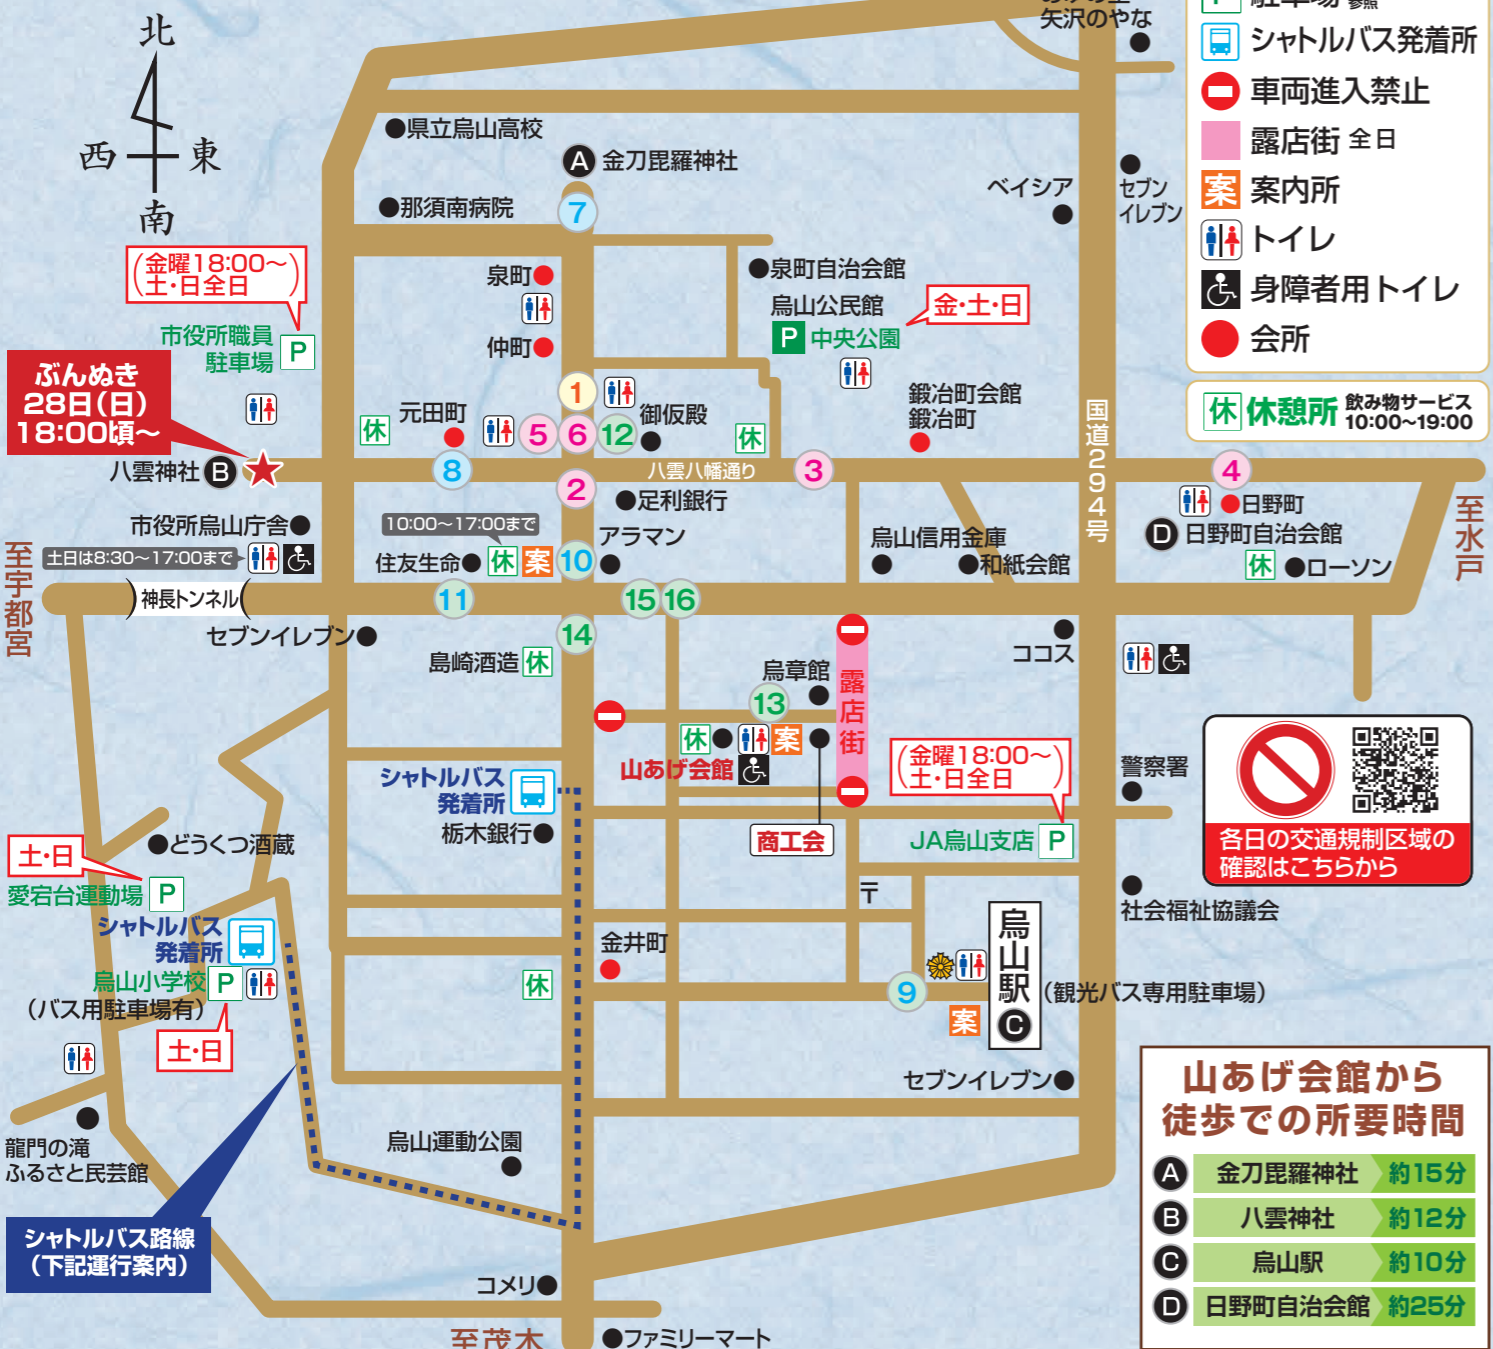 矢沢のやな
P 駐車場 参照
シャトルバス発着所
車両進入禁止
露店街 全日
案 案内所
トイレ
身障者用トイレ
会所
休 休憩所 飲み物サービス
10:00〜19:00
北
西 東
南
県立烏山高校
A 金刀毘羅神社
7
那須南病院
ベイシア
セブン
イレブン
泉町
仲町
泉町自治会館
烏山公民館
P 中央公園
金・土・日
(金曜18:00〜
土・日全日)
市役所職員
駐車場
P
ぶんぬき
28日(日)
18:00頃〜
八雲神社 B
元田町
休
1
5
6
12
御仮殿
休
鍛冶町会館
鍛冶町
国道294号
8
2
八雲八幡通り
3
4
足利銀行
日野町
D 日野町自治会館
休 ローソン
至水戸
市役所烏山庁舎
土日は8:30〜17:00まで
10:00〜17:00まで
住友生命 休 案 10
アラマン
烏山信用金庫
和紙会館
至宇都宮
神長トンネル
11
15
16
セブンイレブン
14
島崎酒造 休
烏章館
13
露店街
ココス
休 案
山あげ会館
商工会
(金曜18:00〜
土・日全日)
JA烏山支店 P
警察署
各日の交通規制区域の
確認はこちらから
シャトルバス
発着所
栃木銀行
どうくつ酒蔵
土・日
愛宕台運動場 P
シャトルバス
発着所
烏山小学校 P
(バス用駐車場有)
土・日
〒
社会福祉協議会
金井町
休
9
案
烏山駅
C
(観光バス専用駐車場)
セブンイレブン
烏山運動公園
龍門の滝
ふるさと民芸館
シャトルバス路線
(下記運行案内)
コメリ
至茂木
ファミリーマート
山あげ会館から
徒歩での所要時間
A 金刀毘羅神社 約15分
B 八雲神社 約12分
C 烏山駅 約10分
D 日野町自治会館 約25分